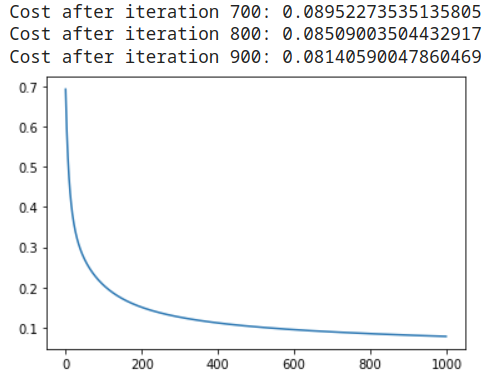 Cost after iteration 700: 0.08952273535135805
Cost after iteration 800: 0.08509003504432917
Cost after iteration 900: 0.08140590047860469
0.7
0.6
0.5
0.4
0.3
0.2
0.1
0 200 400 600 800 1000